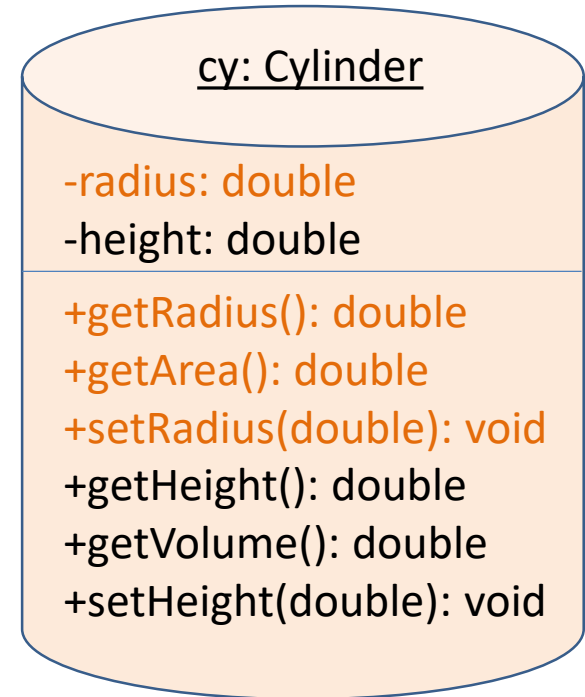 cy: Cylinder
-radius: double
-height: double
+getRadius(): double
+getArea(): double
+setRadius(double): void
+getHeight(): double
+getVolume(): double
+setHeight(double): void